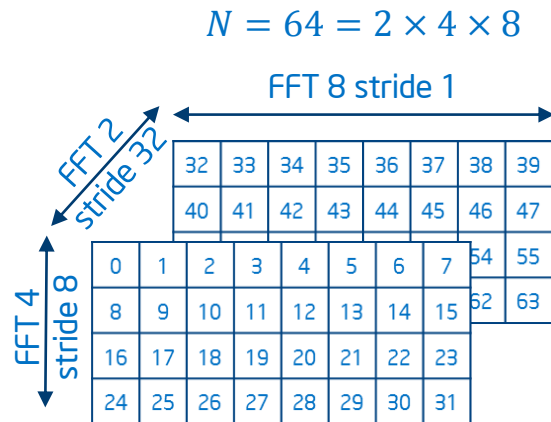 N = 64 = 2 × 4 × 8
FFT 8 stride 1
FFT 2
stride 32
32 33 34 35 36 37 38 39
40 41 42 43 44 45 46 47
54 55
62 63
FFT 4
stride 8
0 1 2 3 4 5 6 7
8 9 10 11 12 13 14 15
16 17 18 19 20 21 22 23
24 25 26 27 28 29 30 31